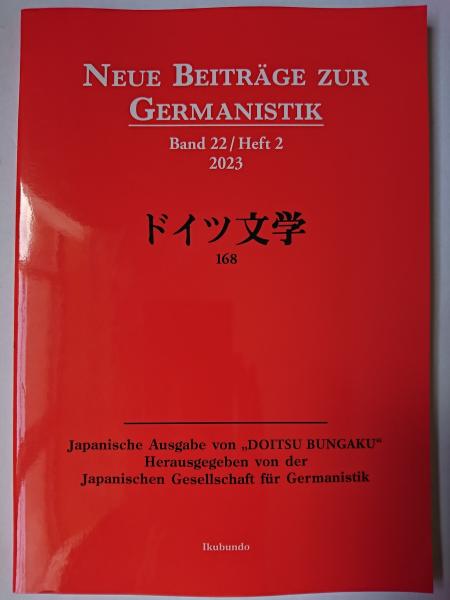 NEUE BEITRÄGE ZUR
GERMANISTIK
Band 22 / Heft 2
2023
ドイツ文学
168
Japanische Ausgabe von „DOITSU BUNGAKU“
Herausgegeben von der
Japanischen Gesellschaft für Germanistik
Ikubundo